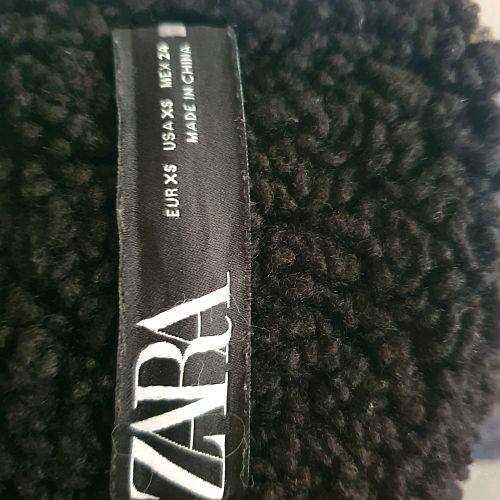 ZARA
EUR XS USA XS MEX 24
MADE IN CHINA